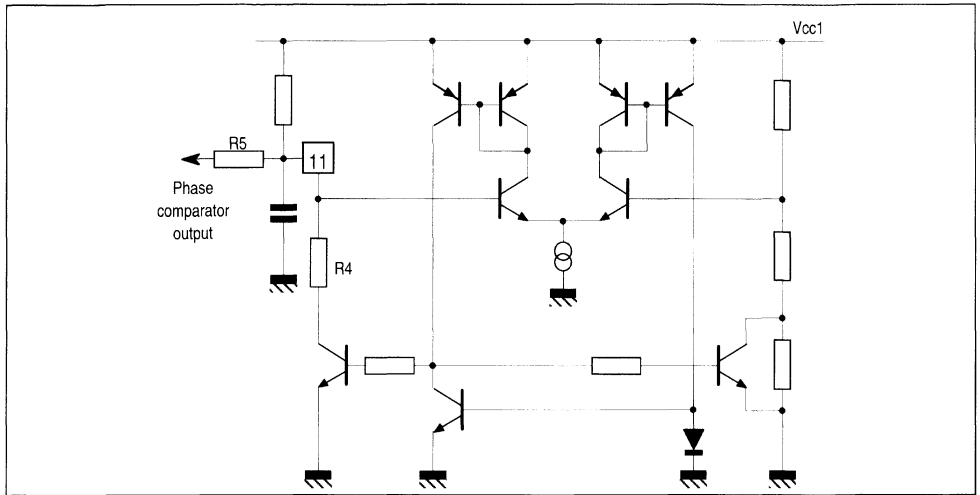 Vcc1
R5
11
Phase
comparator
output
R4